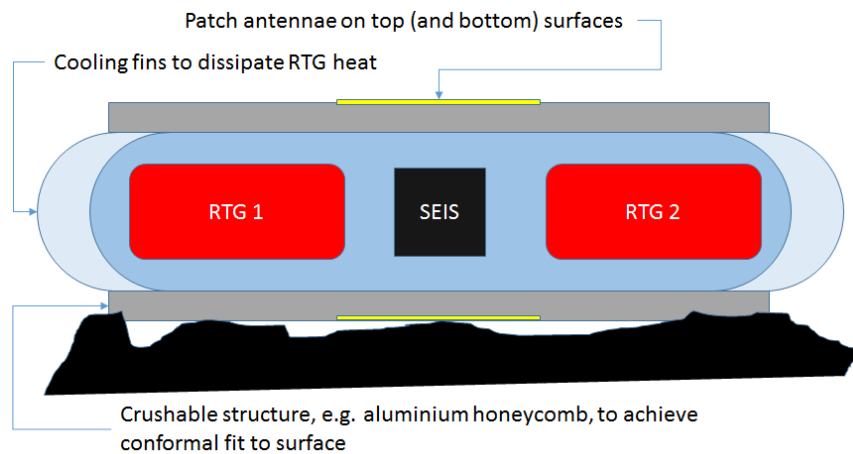 Patch antennae on top (and bottom) surfaces
Cooling fins to dissipate RTG heat
RTG 1
SEIS
RTG 2
Crushable structure, e.g. aluminium honeycomb, to achieve
conformal fit to surface